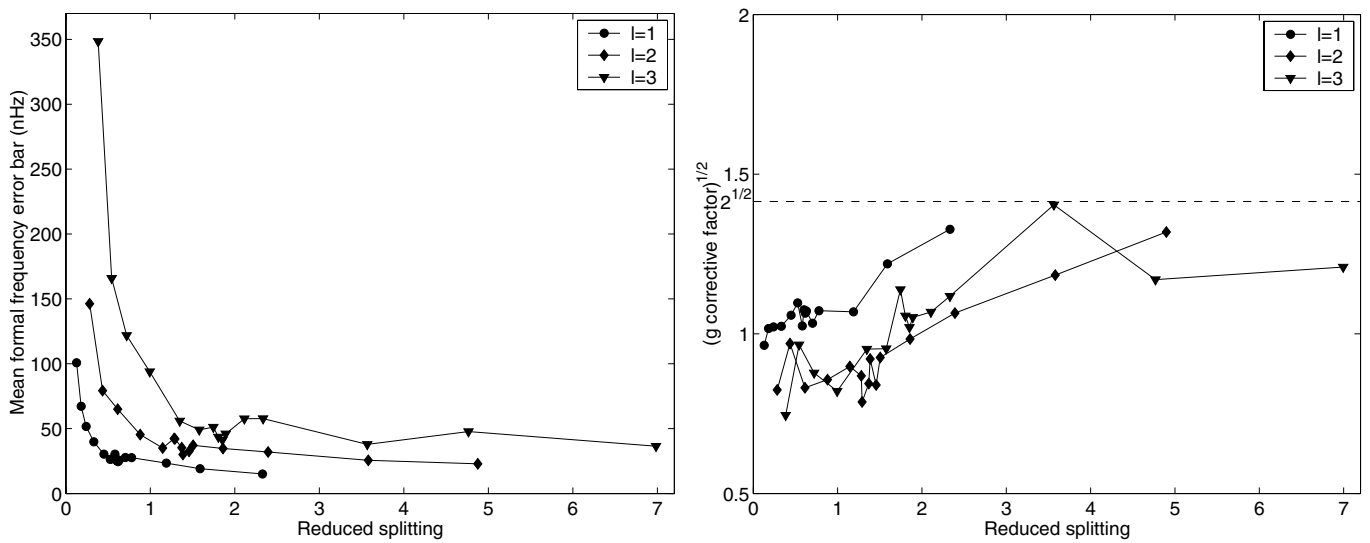 350
300
250
200
150
100
50
0
0 1 2 3 4 5 6 7
Mean formal frequency error bar (nHz)
Reduced splitting
l=1
l=2
l=3
2
1.5
2^1/2
1
0.5
0 1 2 3 4 5 6 7
(g corrective factor)^1/2
Reduced splitting
l=1
l=2
l=3